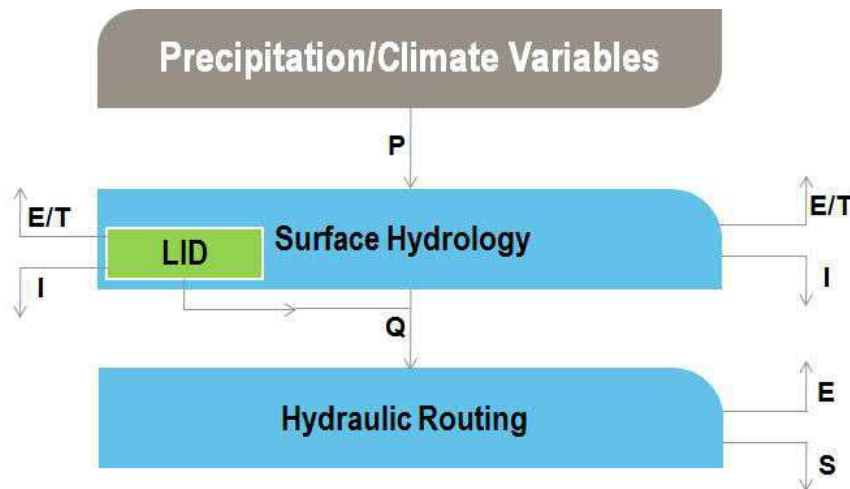 Precipitation/Climate Variables
P
E/T
E/T
LID
Surface Hydrology
I
I
Q
Hydraulic Routing
E
S